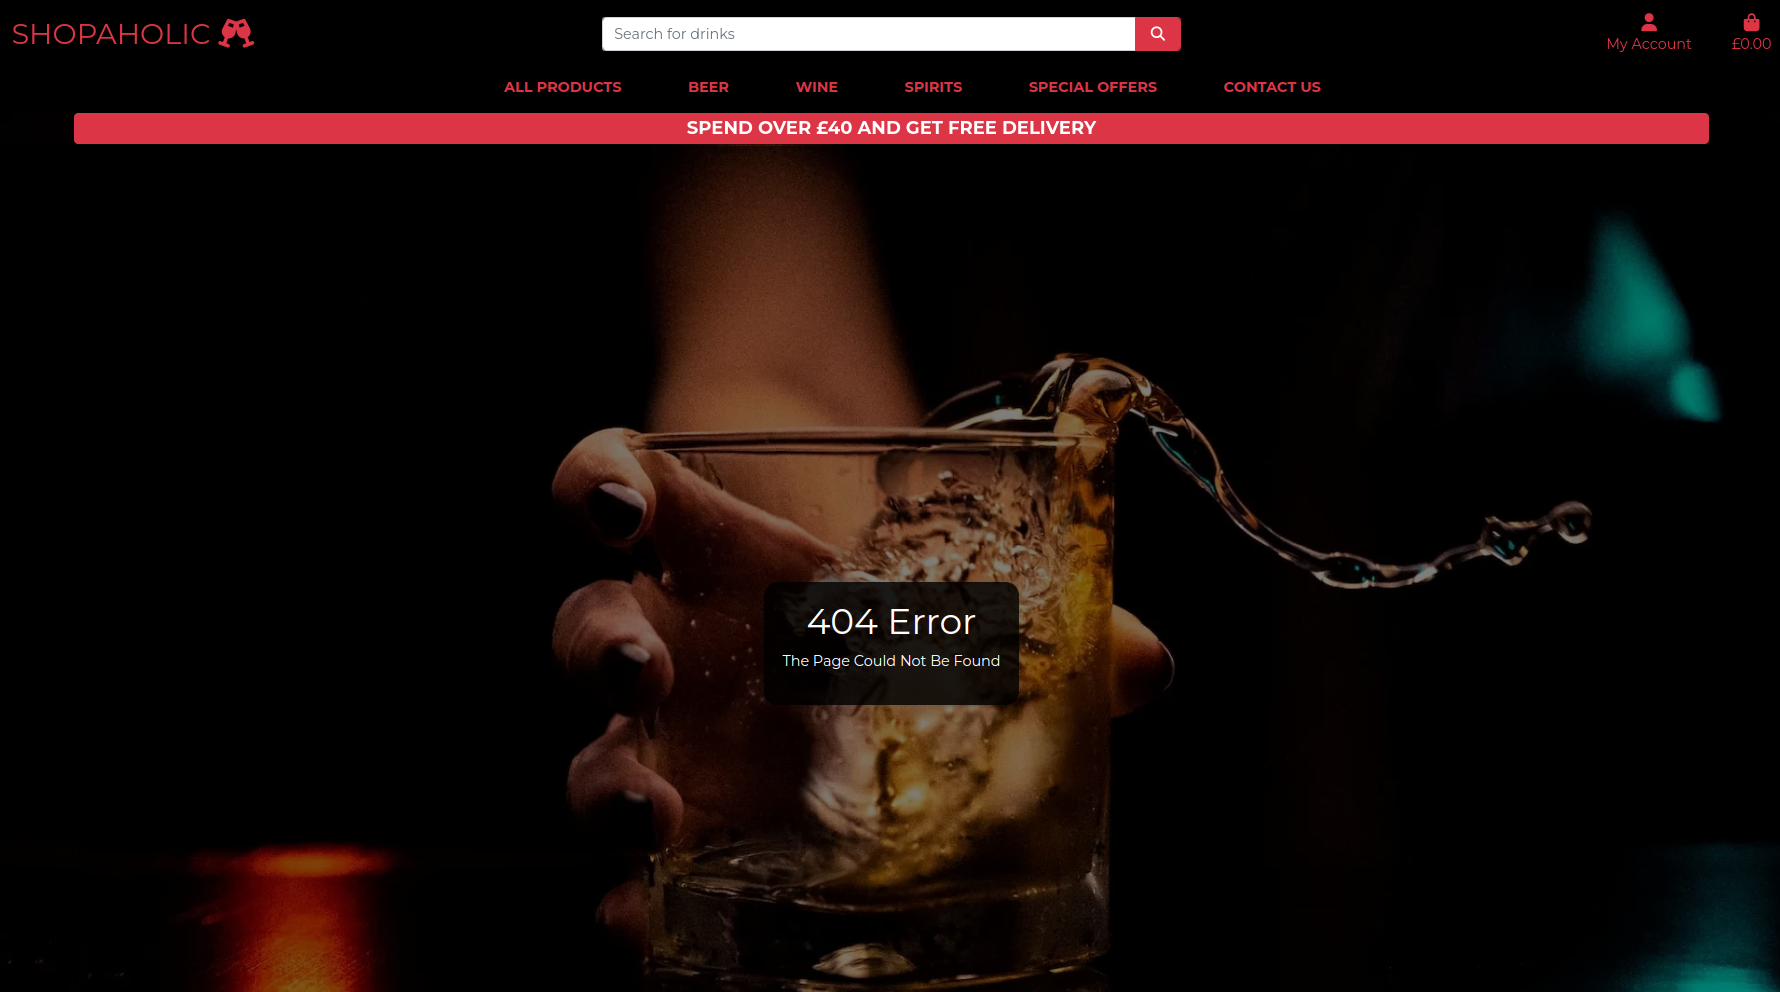 SHOPAHOLIC
Search for drinks
My Account
£0.00
ALL PRODUCTS
BEER
WINE
SPIRITS
SPECIAL OFFERS
CONTACT US
SPEND OVER £40 AND GET FREE DELIVERY
404 Error
The Page Could Not Be Found